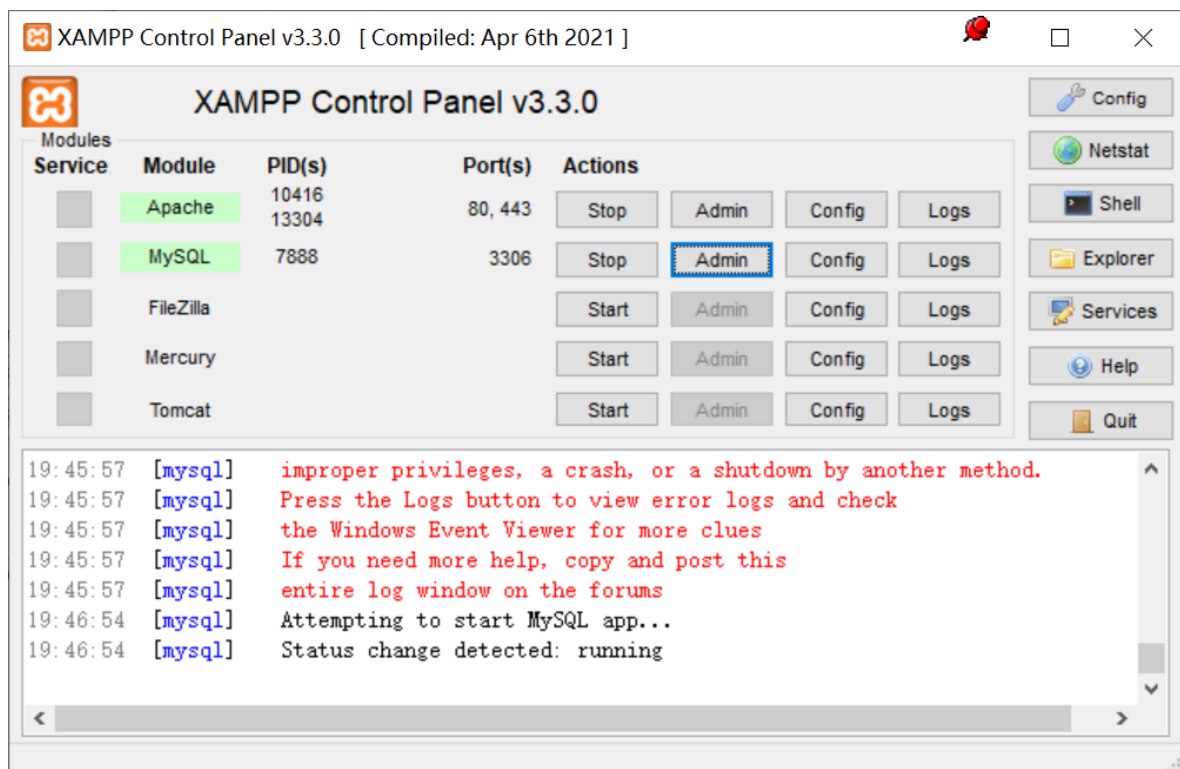 XAMPP Control Panel v3.3.0 [ Compiled: Apr 6th 2021 ]
XAMPP Control Panel v3.3.0
Config
Modules
Netstat
Service Module PID(s) Port(s) Actions
Apache 10416 13304 80, 443 Stop Admin Config Logs
Shell
MySQL 7888 3306 Stop Admin Config Logs
Explorer
FileZilla Start Admin Config Logs
Services
Mercury Start Admin Config Logs
Help
Tomcat Start Admin Config Logs
Quit
19:45:57 [mysql] improper privileges, a crash, or a shutdown by another method.
19:45:57 [mysql] Press the Logs button to view error logs and check
19:45:57 [mysql] the Windows Event Viewer for more clues
19:45:57 [mysql] If you need more help, copy and post this
19:45:57 [mysql] entire log window on the forums
19:46:54 [mysql] Attempting to start MySQL app...
19:46:54 [mysql] Status change detected: running